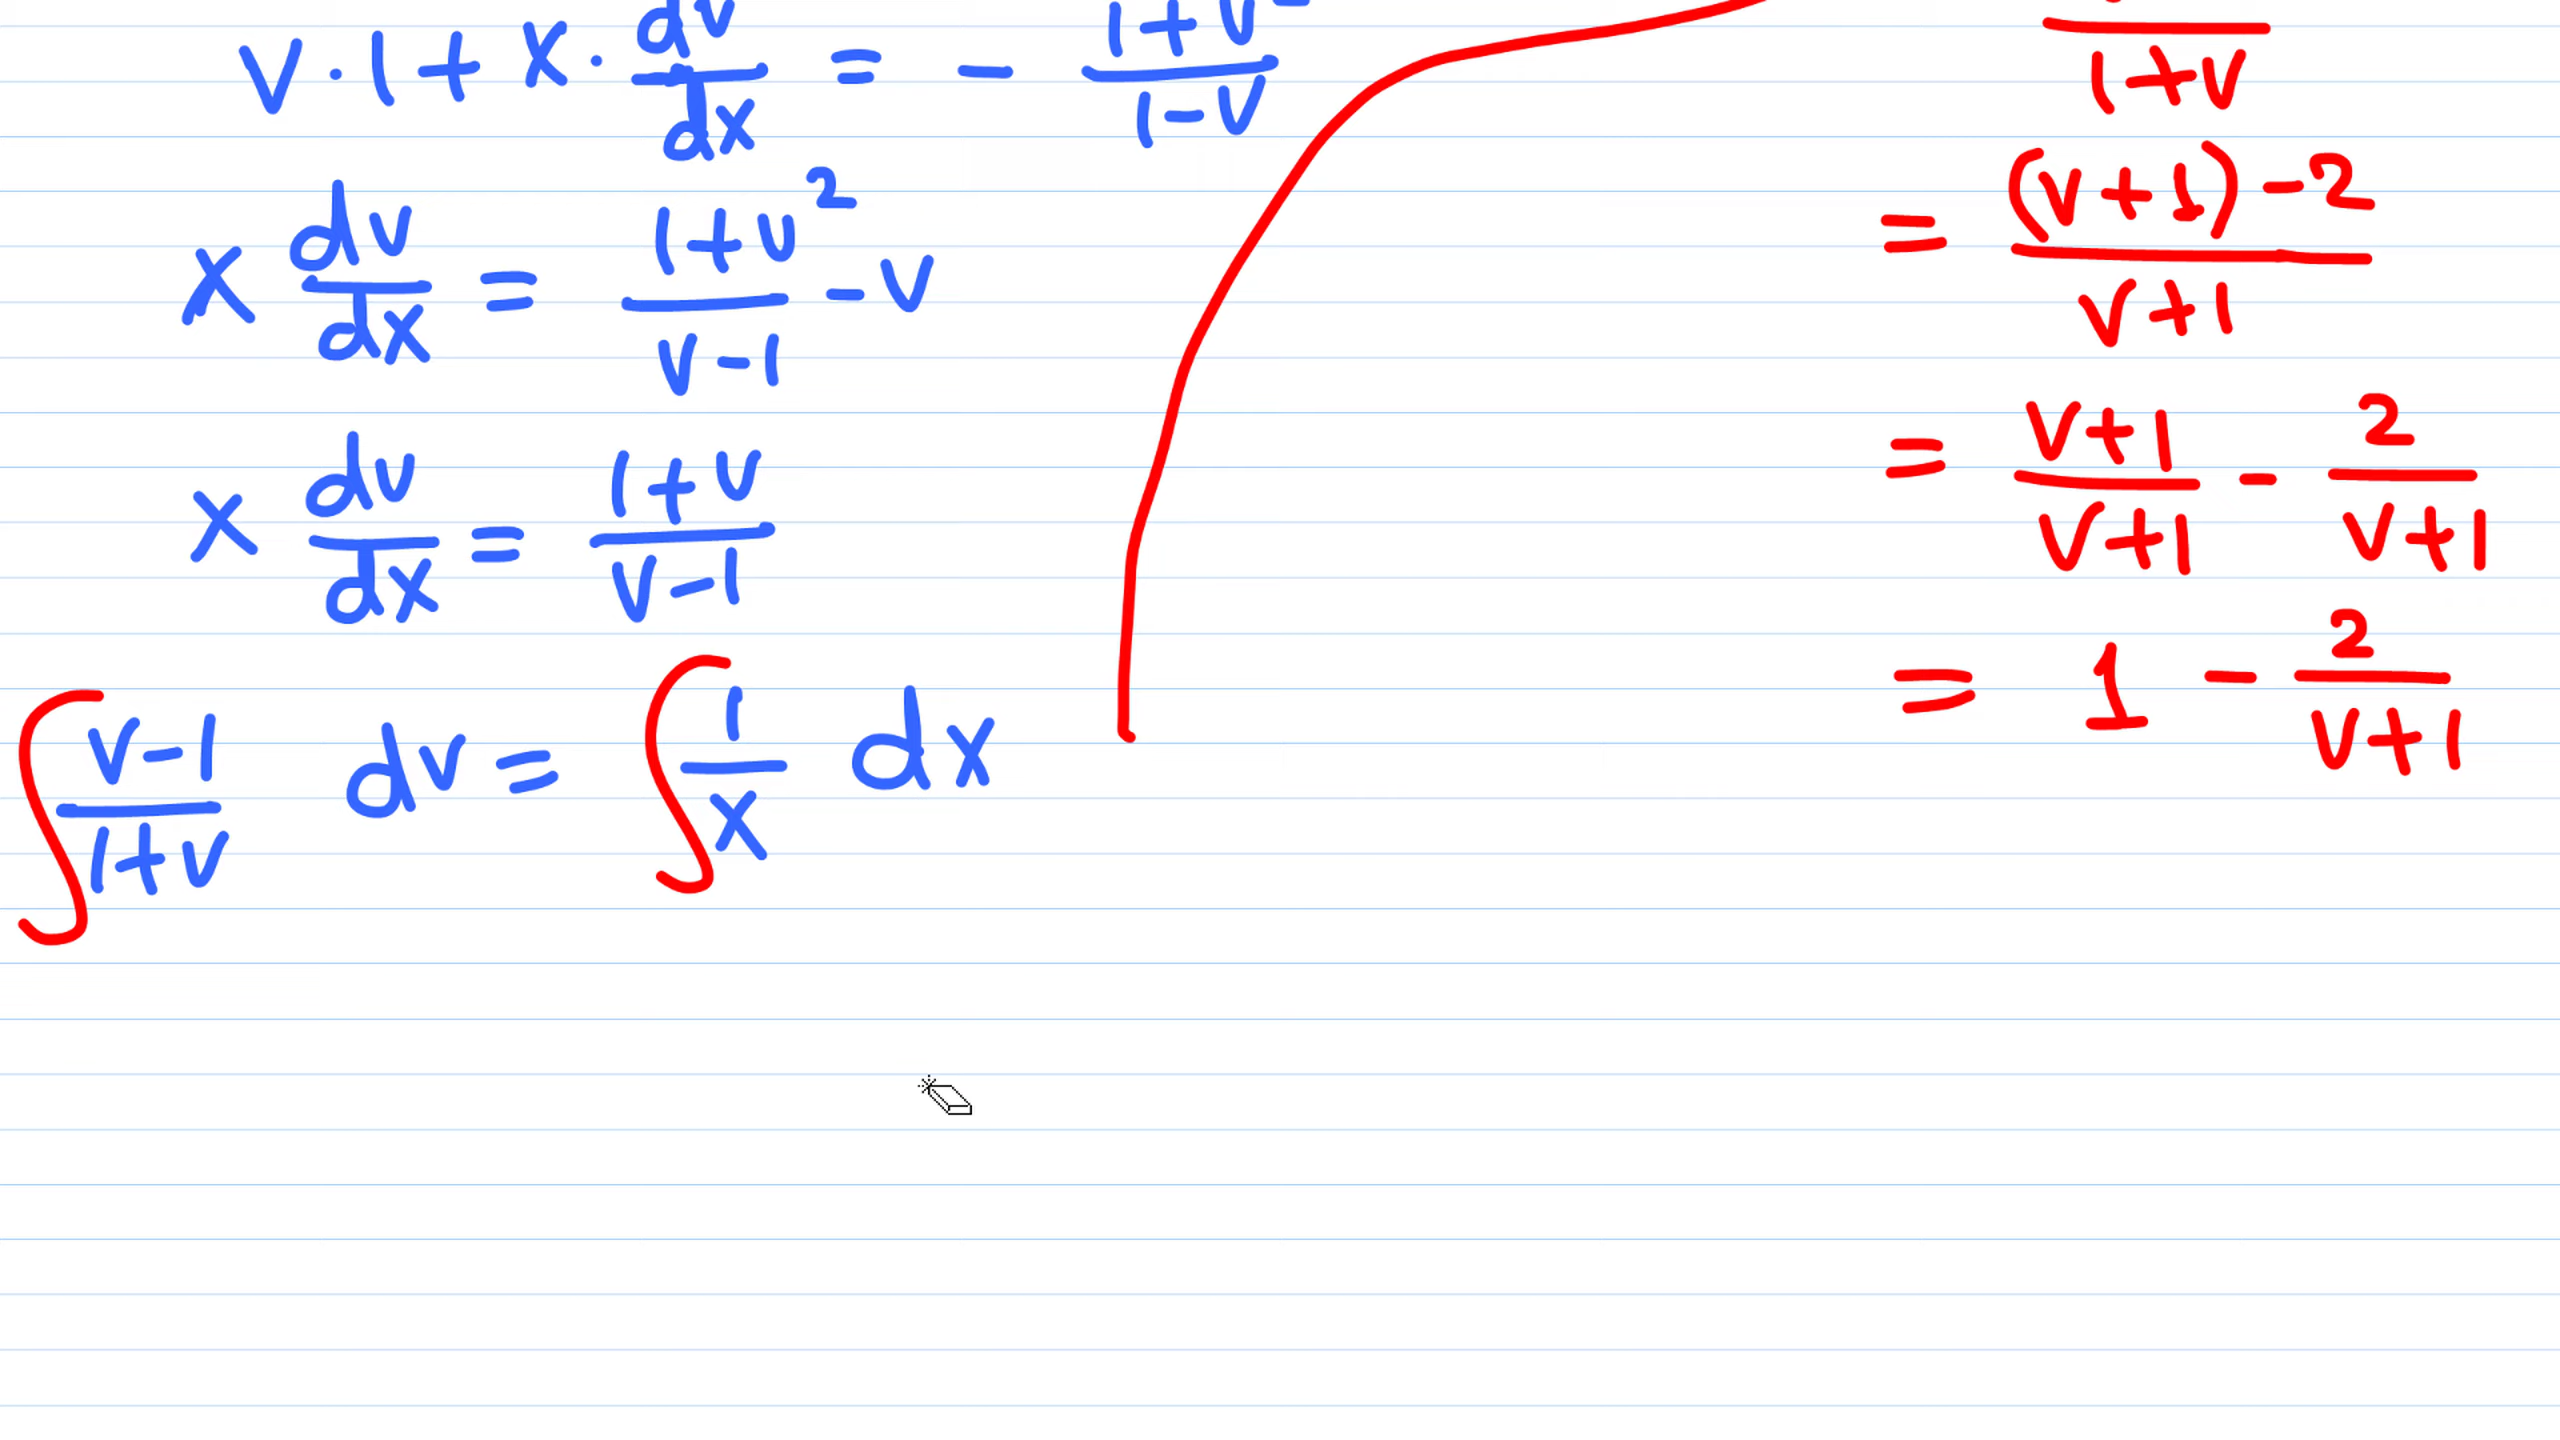 v · 1 + x · dv/dx = - (1+v²)/(1-v)
x dv/dx = (1+v²)/(v-1) - v
x dv/dx = (1+v)/(v-1)
∫ (v-1)/(1+v) dv = ∫ 1/x dx
/(1+v)
= ((v+1)-2)/(v+1)
= (v+1)/(v+1) - 2/(v+1)
= 1 - 2/(v+1)